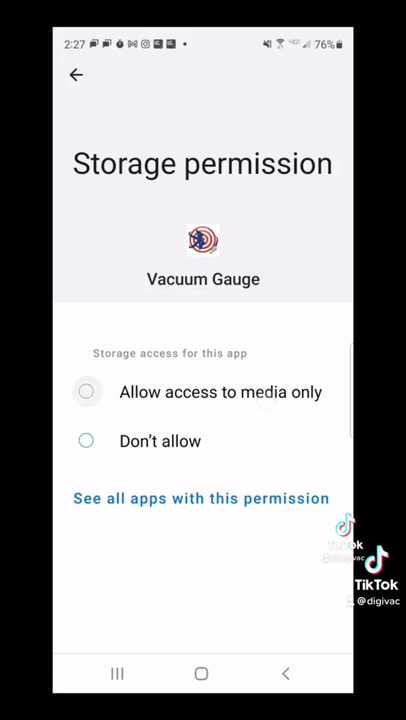 2:27
76%
Storage permission
Vacuum Gauge
Storage access for this app
Allow access to media only
Don't allow
See all apps with this permission
TikTok
TikTok
@digivac